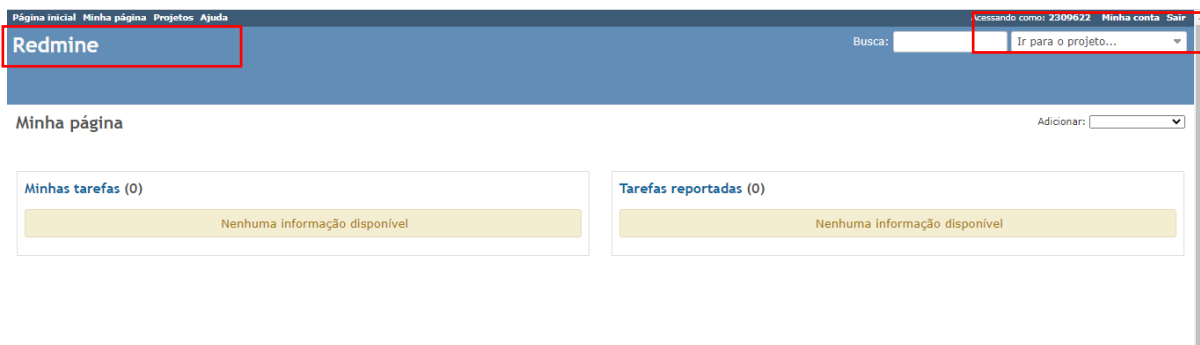 Página inicial Minha página Projetos Ajuda
Acessando como: 2309622 Minha conta Sair
Redmine
Busca:
Ir para o projeto...
Minha página
Adicionar:
Minhas tarefas (0)
Tarefas reportadas (0)
Nenhuma informação disponível
Nenhuma informação disponível